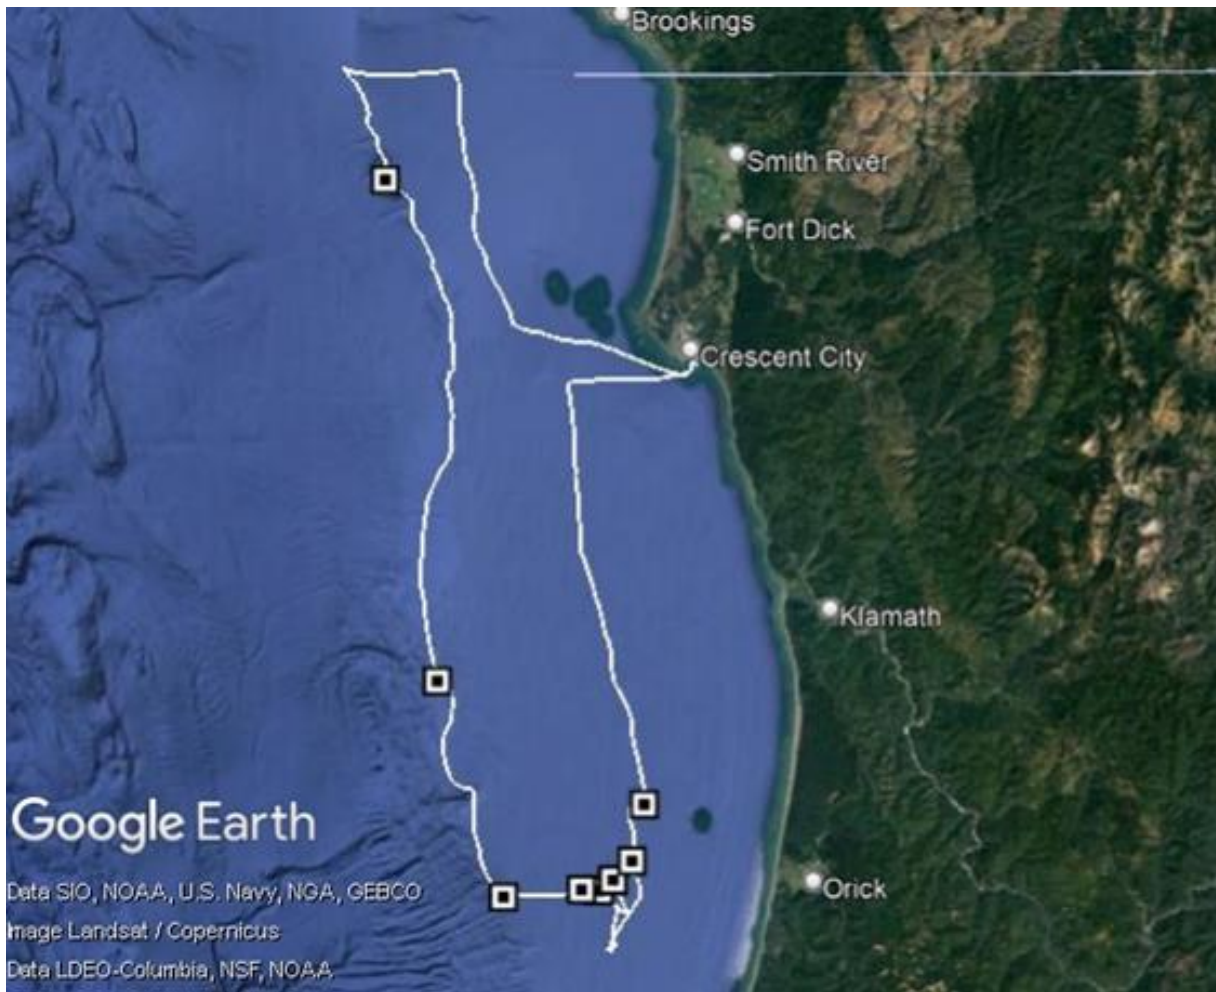 Brookings
Smith River
Fort Dick
Crescent City
Klamath
Orick
Google Earth
Data SIO, NOAA, U.S. Navy, NGA, GEBCO
Image Landsat / Copernicus
Data LDEO-Columbia, NSF, NOAA